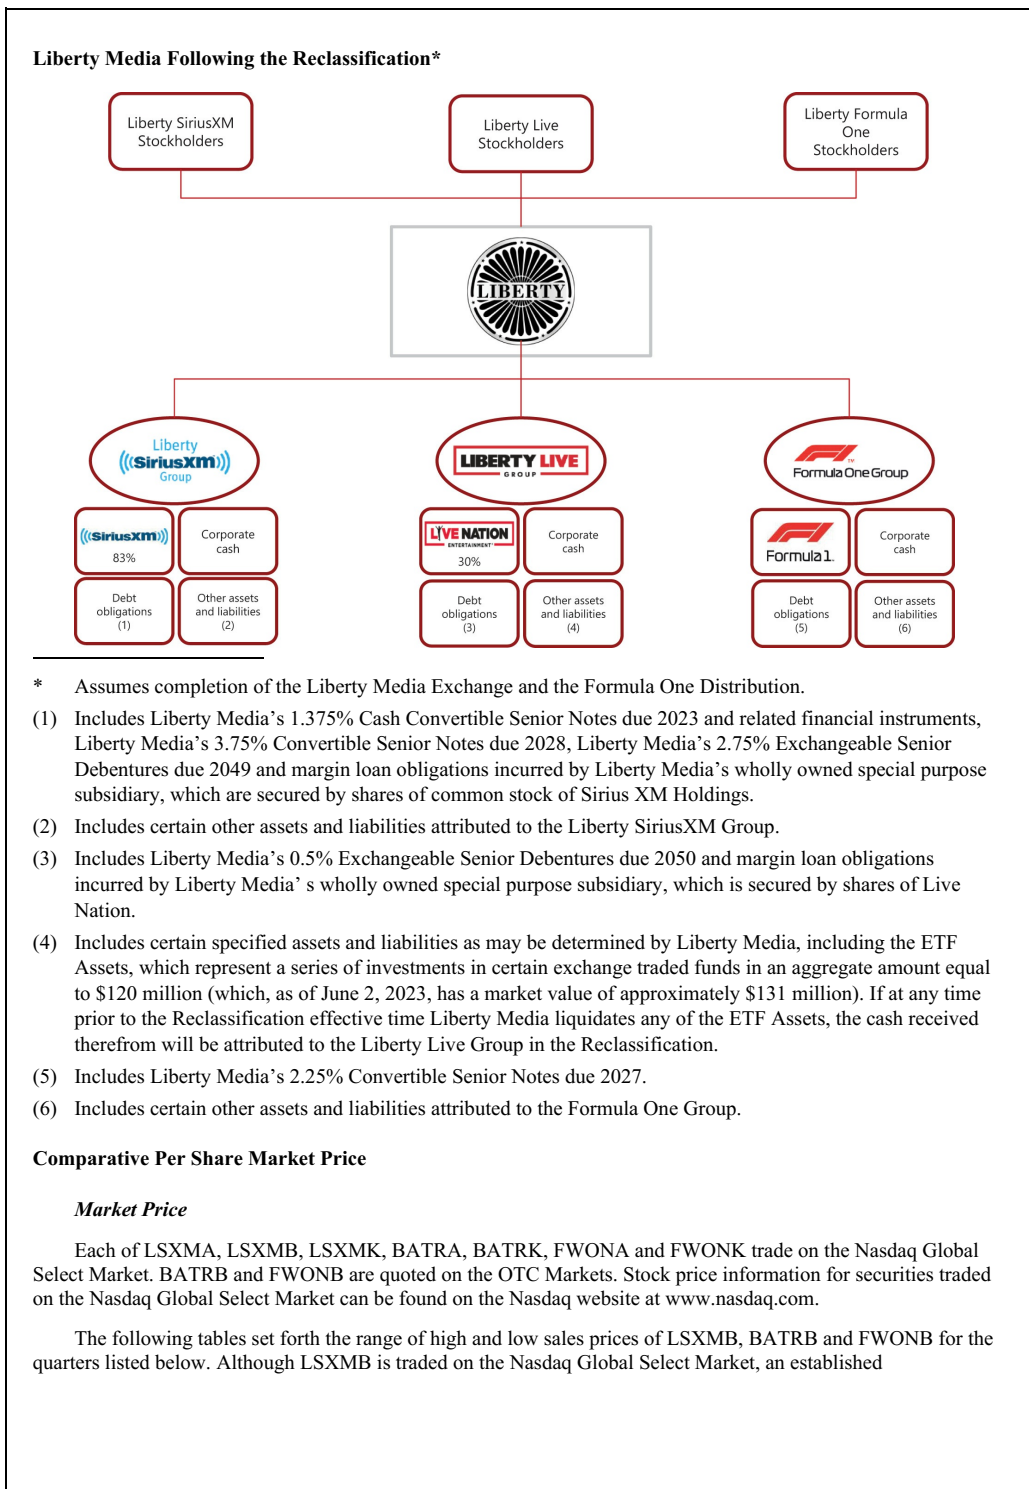 Liberty Media Following the Reclassification*
Liberty SiriusXM
Stockholders
Liberty Live
Stockholders
Liberty Formula
One
Stockholders
LIBERTY
Liberty
((SiriusXM))
Group
LIBERTY LIVE
GROUP
TM
Formula One Group
((SiriusXM))
83%
Corporate
cash
Debt
obligations
(1)
Other assets
and liabilities
(2)
LIVE NATION
ENTERTAINMENT
30%
Corporate
cash
Debt
obligations
(3)
Other assets
and liabilities
(4)
Formula 1.
Corporate
cash
Debt
obligations
(5)
Other assets
and liabilities
(6)
* Assumes completion of the Liberty Media Exchange and the Formula One Distribution.
(1) Includes Liberty Media’s 1.375% Cash Convertible Senior Notes due 2023 and related financial instruments,
Liberty Media’s 3.75% Convertible Senior Notes due 2028, Liberty Media’s 2.75% Exchangeable Senior
Debentures due 2049 and margin loan obligations incurred by Liberty Media’s wholly owned special purpose
subsidiary, which are secured by shares of common stock of Sirius XM Holdings.
(2) Includes certain other assets and liabilities attributed to the Liberty SiriusXM Group.
(3) Includes Liberty Media’s 0.5% Exchangeable Senior Debentures due 2050 and margin loan obligations
incurred by Liberty Media’ s wholly owned special purpose subsidiary, which is secured by shares of Live
Nation.
(4) Includes certain specified assets and liabilities as may be determined by Liberty Media, including the ETF
Assets, which represent a series of investments in certain exchange traded funds in an aggregate amount equal
to $120 million (which, as of June 2, 2023, has a market value of approximately $131 million). If at any time
prior to the Reclassification effective time Liberty Media liquidates any of the ETF Assets, the cash received
therefrom will be attributed to the Liberty Live Group in the Reclassification.
(5) Includes Liberty Media’s 2.25% Convertible Senior Notes due 2027.
(6) Includes certain other assets and liabilities attributed to the Formula One Group.
Comparative Per Share Market Price
Market Price
Each of LSXMA, LSXMB, LSXMK, BATRA, BATRK, FWONA and FWONK trade on the Nasdaq Global
Select Market. BATRB and FWONB are quoted on the OTC Markets. Stock price information for securities traded
on the Nasdaq Global Select Market can be found on the Nasdaq website at www.nasdaq.com.
The following tables set forth the range of high and low sales prices of LSXMB, BATRB and FWONB for the
quarters listed below. Although LSXMB is traded on the Nasdaq Global Select Market, an established